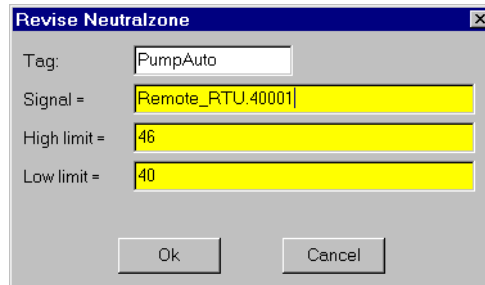 Revise Neutralzone
Tag: PumpAuto
Signal = Remote_RTU.40001
High limit = 46
Low limit = 40
Ok Cancel